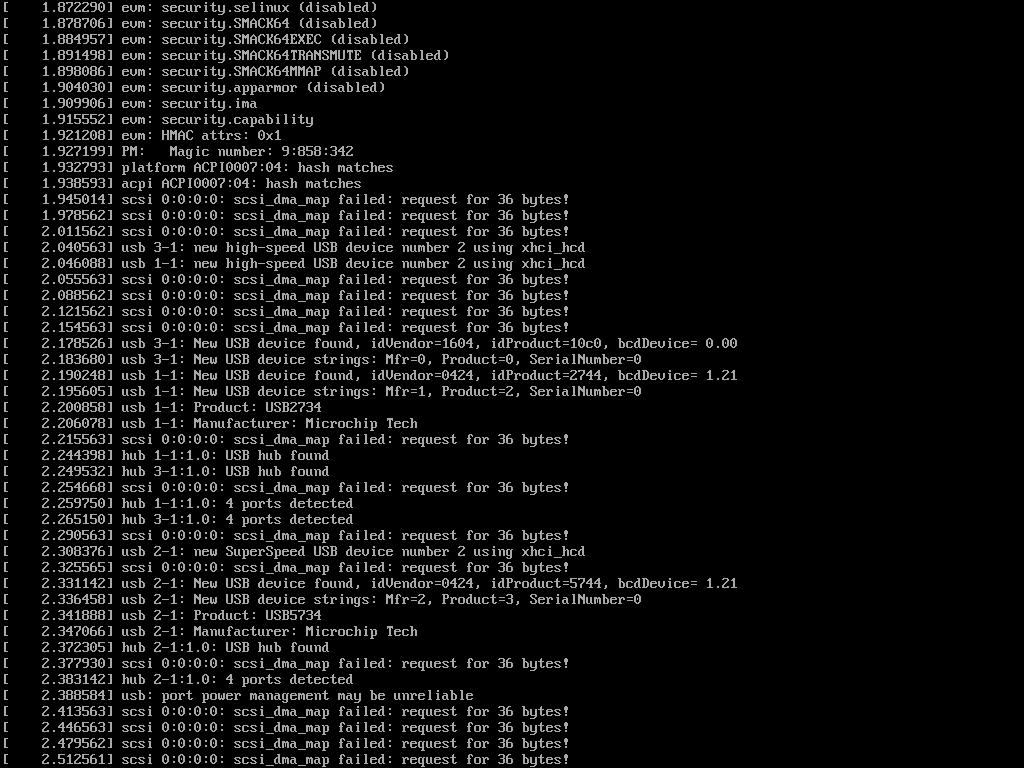 [    1.872290] evm: security.selinux (disabled)
[    1.878706] evm: security.SMACK64 (disabled)
[    1.884957] evm: security.SMACK64EXEC (disabled)
[    1.891498] evm: security.SMACK64TRANSMUTE (disabled)
[    1.898086] evm: security.SMACK64MMAP (disabled)
[    1.904030] evm: security.apparmor (disabled)
[    1.909906] evm: security.ima
[    1.915552] evm: security.capability
[    1.921208] evm: HMAC attrs: 0x1
[    1.927199] PM:   Magic number: 9:858:342
[    1.932793] platform ACPI0007:04: hash matches
[    1.938593] acpi ACPI0007:04: hash matches
[    1.945014] scsi 0:0:0:0: scsi_dma_map failed: request for 36 bytes!
[    1.978562] scsi 0:0:0:0: scsi_dma_map failed: request for 36 bytes!
[    2.011562] scsi 0:0:0:0: scsi_dma_map failed: request for 36 bytes!
[    2.040563] usb 3-1: new high-speed USB device number 2 using xhci_hcd
[    2.046088] usb 1-1: new high-speed USB device number 2 using xhci_hcd
[    2.055563] scsi 0:0:0:0: scsi_dma_map failed: request for 36 bytes!
[    2.088562] scsi 0:0:0:0: scsi_dma_map failed: request for 36 bytes!
[    2.121562] scsi 0:0:0:0: scsi_dma_map failed: request for 36 bytes!
[    2.154563] scsi 0:0:0:0: scsi_dma_map failed: request for 36 bytes!
[    2.178526] usb 3-1: New USB device found, idVendor=1604, idProduct=10c0, bcdDevice= 0.00
[    2.183680] usb 3-1: New USB device strings: Mfr=0, Product=0, SerialNumber=0
[    2.190248] usb 1-1: New USB device found, idVendor=0424, idProduct=2744, bcdDevice= 1.21
[    2.195605] usb 1-1: New USB device strings: Mfr=1, Product=2, SerialNumber=0
[    2.200858] usb 1-1: Product: USB2734
[    2.206078] usb 1-1: Manufacturer: Microchip Tech
[    2.215563] scsi 0:0:0:0: scsi_dma_map failed: request for 36 bytes!
[    2.244398] hub 1-1:1.0: USB hub found
[    2.249532] hub 3-1:1.0: USB hub found
[    2.254668] scsi 0:0:0:0: scsi_dma_map failed: request for 36 bytes!
[    2.259750] hub 1-1:1.0: 4 ports detected
[    2.265150] hub 3-1:1.0: 4 ports detected
[    2.290563] scsi 0:0:0:0: scsi_dma_map failed: request for 36 bytes!
[    2.308376] usb 2-1: new SuperSpeed USB device number 2 using xhci_hcd
[    2.325565] scsi 0:0:0:0: scsi_dma_map failed: request for 36 bytes!
[    2.331142] usb 2-1: New USB device found, idVendor=0424, idProduct=5744, bcdDevice= 1.21
[    2.336458] usb 2-1: New USB device strings: Mfr=2, Product=3, SerialNumber=0
[    2.341888] usb 2-1: Product: USB5734
[    2.347066] usb 2-1: Manufacturer: Microchip Tech
[    2.372305] hub 2-1:1.0: USB hub found
[    2.377930] scsi 0:0:0:0: scsi_dma_map failed: request for 36 bytes!
[    2.383142] hub 2-1:1.0: 4 ports detected
[    2.388584] usb: port power management may be unreliable
[    2.413563] scsi 0:0:0:0: scsi_dma_map failed: request for 36 bytes!
[    2.446563] scsi 0:0:0:0: scsi_dma_map failed: request for 36 bytes!
[    2.479562] scsi 0:0:0:0: scsi_dma_map failed: request for 36 bytes!
[    2.512561] scsi 0:0:0:0: scsi_dma_map failed: request for 36 bytes!